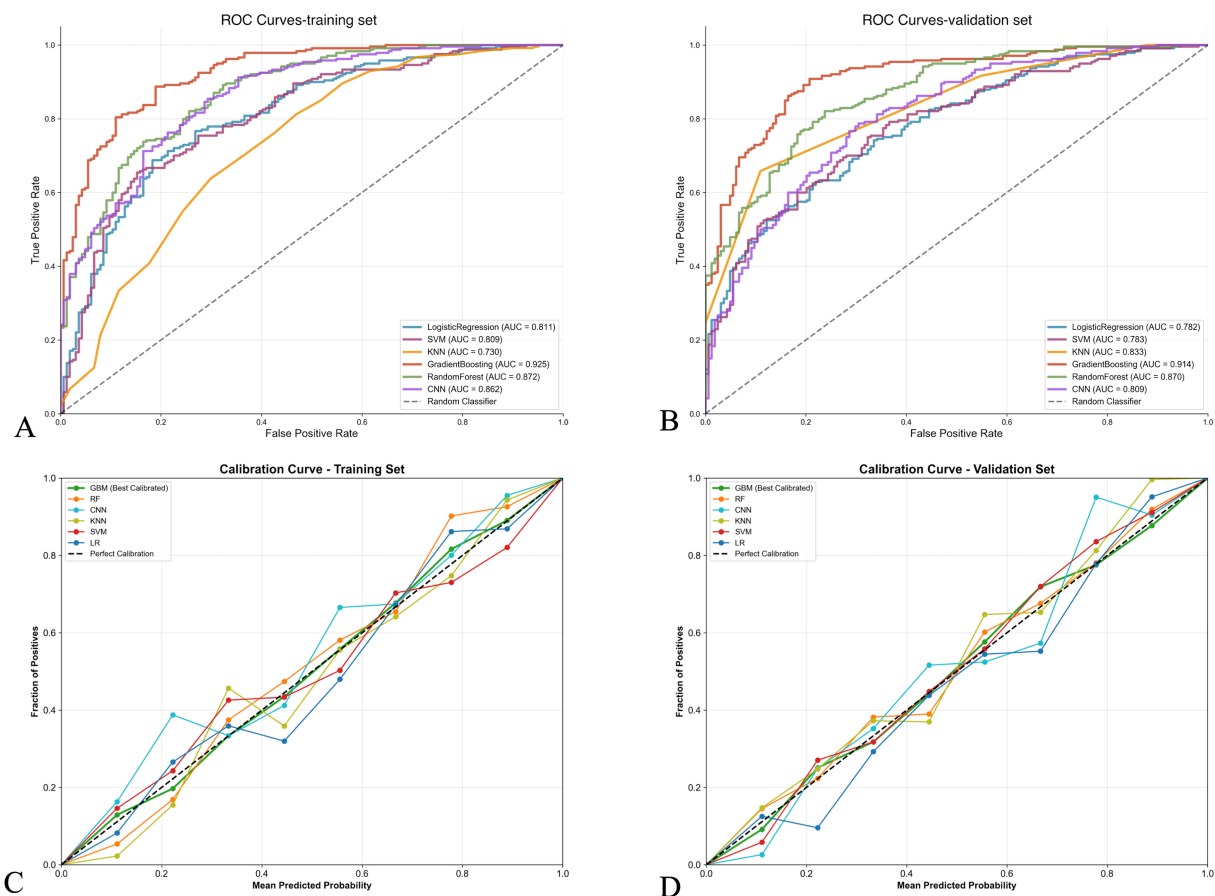 ROC Curves-training set
True Positive Rate
1.0
0.8
0.6
0.4
0.2
0.0
LogisticRegression (AUC = 0.811)
SVM (AUC = 0.809)
KNN (AUC = 0.730)
GradientBoosting (AUC = 0.925)
RandomForest (AUC = 0.872)
CNN (AUC = 0.862)
Random Classifier
0.0 0.2 0.4 0.6 0.8 1.0
False Positive Rate
A
ROC Curves-validation set
True Positive Rate
1.0
0.8
0.6
0.4
0.2
0.0
LogisticRegression (AUC = 0.782)
SVM (AUC = 0.783)
KNN (AUC = 0.833)
GradientBoosting (AUC = 0.914)
RandomForest (AUC = 0.870)
CNN (AUC = 0.809)
Random Classifier
0.0 0.2 0.4 0.6 0.8 1.0
False Positive Rate
B
Calibration Curve - Training Set
Fraction of Positives
1.0
0.8
0.6
0.4
0.2
0.0
GBM (Best Calibrated)
RF
CNN
KNN
SVM
LR
Perfect Calibration
0.0 0.2 0.4 0.6 0.8 1.0
Mean Predicted Probability
C
Calibration Curve - Validation Set
Fraction of Positives
1.0
0.8
0.6
0.4
0.2
0.0
GBM (Best Calibrated)
RF
CNN
KNN
SVM
LR
Perfect Calibration
0.0 0.2 0.4 0.6 0.8 1.0
Mean Predicted Probability
D